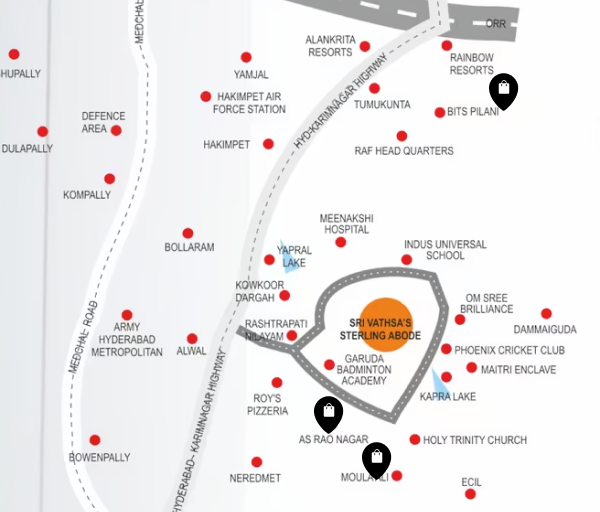 MEDCHAL
ORR
ALANKRITA
RESORTS
RAINBOW
RESORTS
HUPALLY
YAMJAL
HAKIMPET AIR
FORCE STATION
TUMUKUNTA
BITS PILANI
DEFENCE
AREA
HYD-KARIMNAGAR HIGHWAY
DULAPALLY
HAKIMPET
RAF HEAD QUARTERS
KOMPALLY
MEENAKSHI
HOSPITAL
BOLLARAM
YAPRAL
LAKE
INDUS UNIVERSAL
SCHOOL
KOWKOOR
DARGAH
OM SREE
BRILLIANCE
MEDCHAL ROAD
ARMY
HYDERABAD
METROPOLITAN
RASHTRAPATI
NILAYAM
SRI VATHSA'S
STERLING ABODE
DAMMAIGUDA
ALWAL
GARUDA
BADMINTON
ACADEMY
PHOENIX CRICKET CLUB
MAITRI ENCLAVE
HYDERABAD- KARIMNAGAR HIGHWAY
ROY'S
PIZZERIA
KAPRA LAKE
AS RAO NAGAR
HOLY TRINITY CHURCH
BOWENPALLY
NEREDMET
ECIL